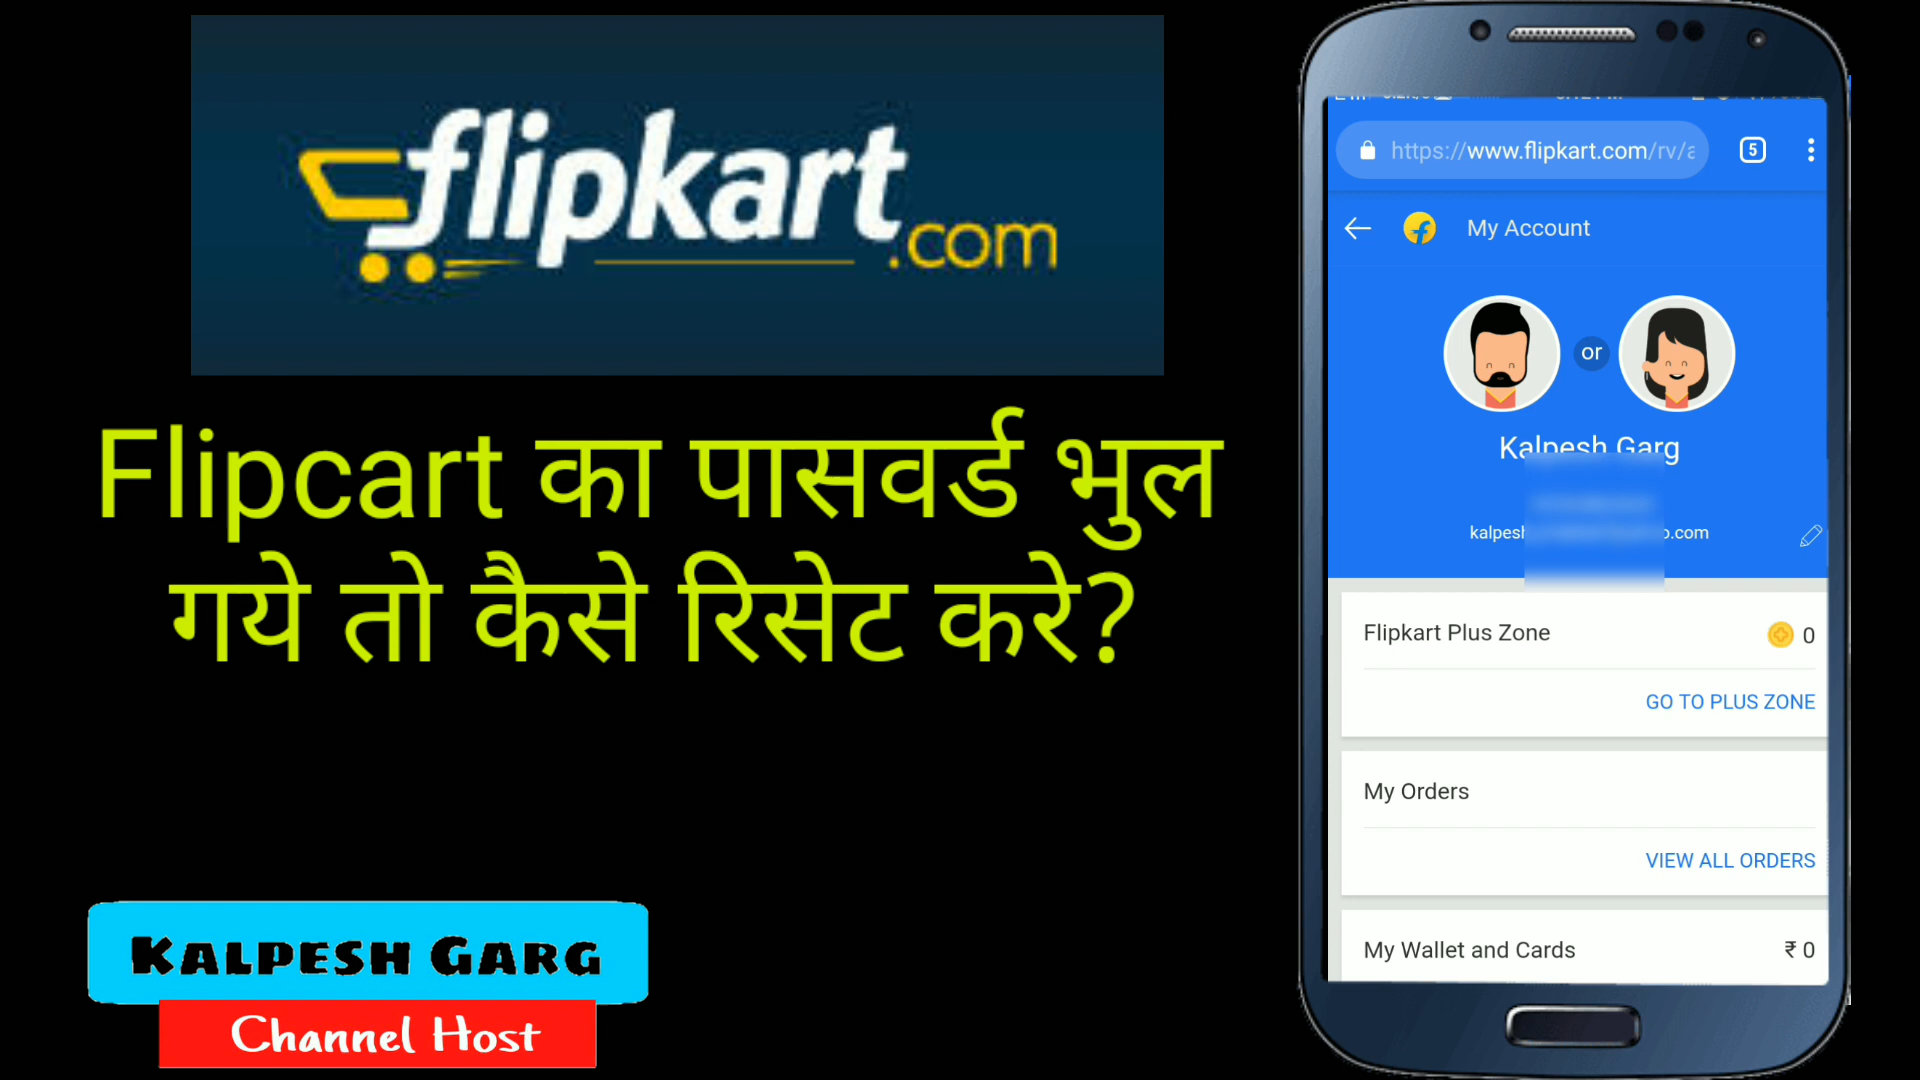 flipkart
.com
Flipcart का पासवर्ड भुल
गये तो कैसे रिसेट करे?
KALPESH GARG
Channel Host
https://www.flipkart.com/rv/a
5
My Account
or
Kalpesh Garg
Flipkart Plus Zone
0
GO TO PLUS ZONE
My Orders
VIEW ALL ORDERS
My Wallet and Cards
₹ 0